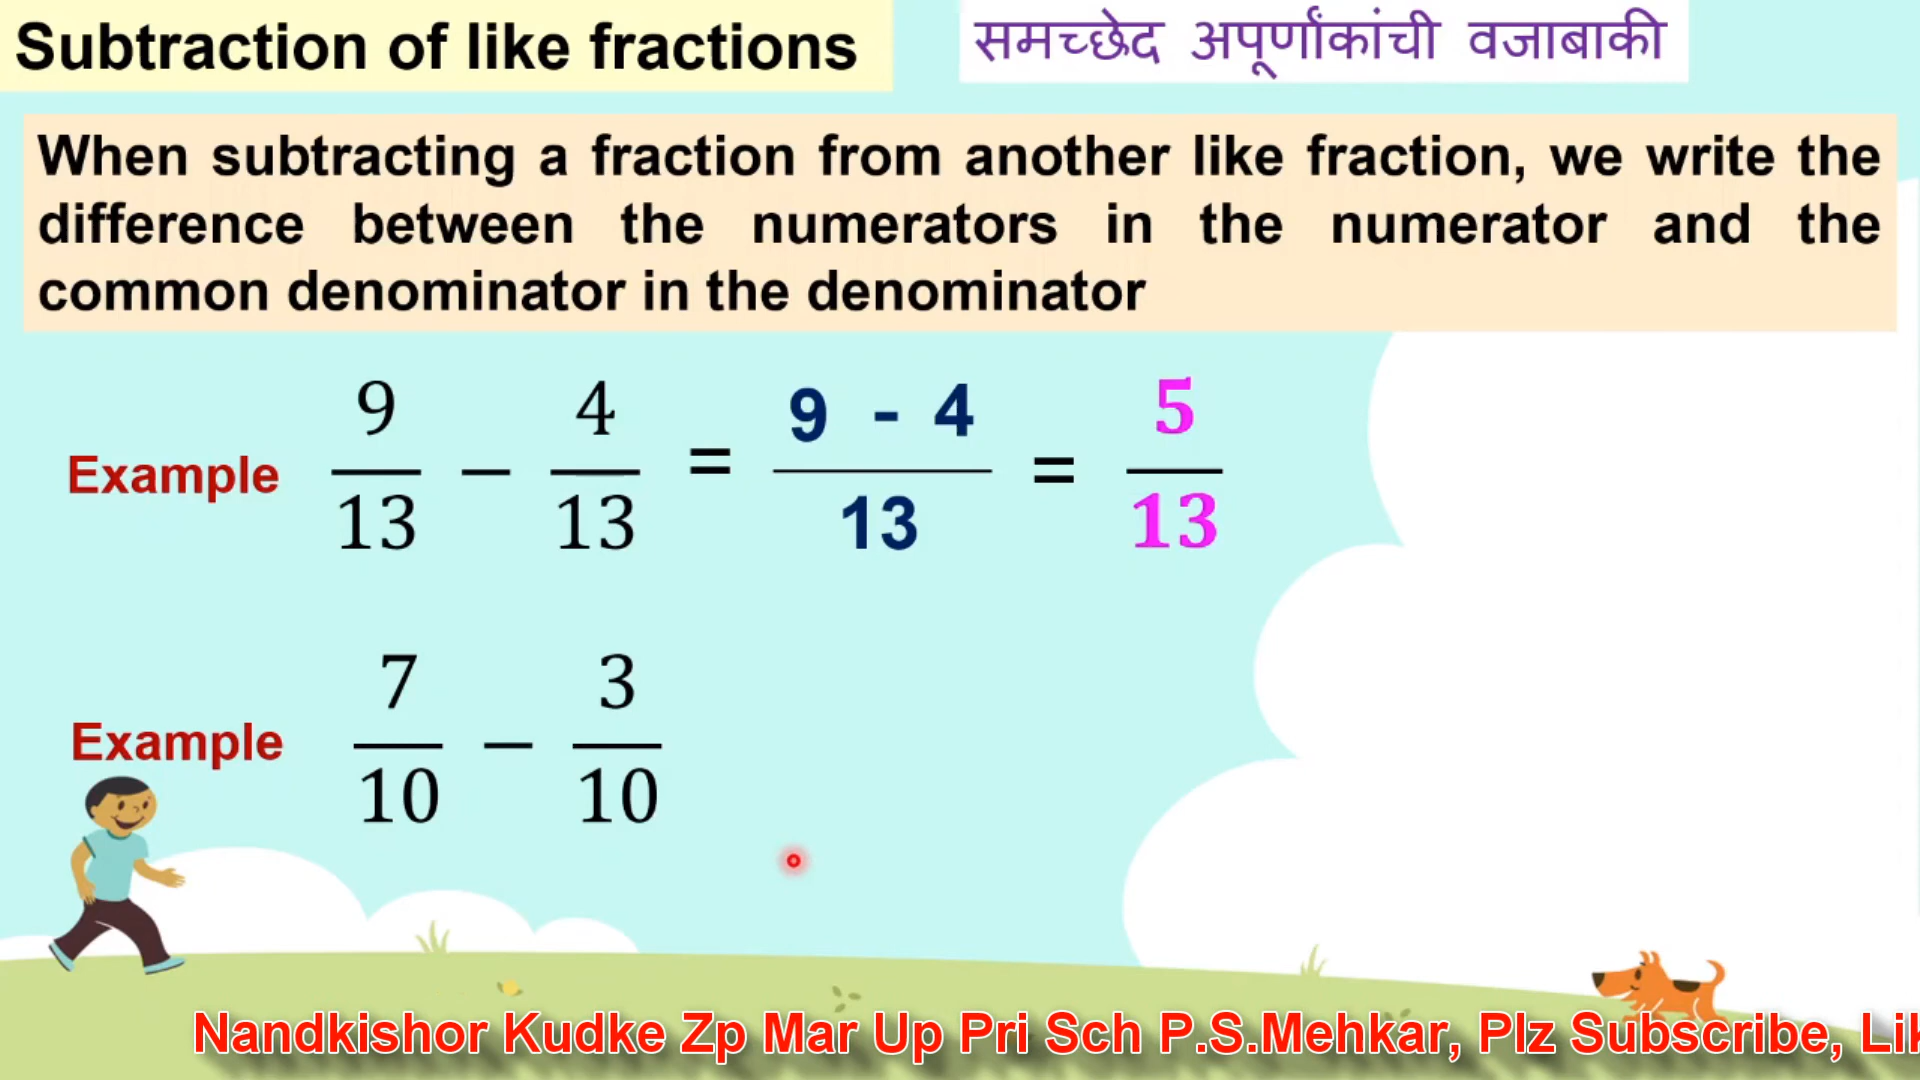 Subtraction of like fractions
समच्छेद अपूर्णांकांची वजाबाकी
When subtracting a fraction from another like fraction, we write the
difference between the numerators in the numerator and the
common denominator in the denominator
Example 9/13 − 4/13 = 9 - 4/13 = 5/13
Example 7/10 − 3/10
Nandkishor Kudke Zp Mar Up Pri Sch P.S.Mehkar, Plz Subscribe, Lik